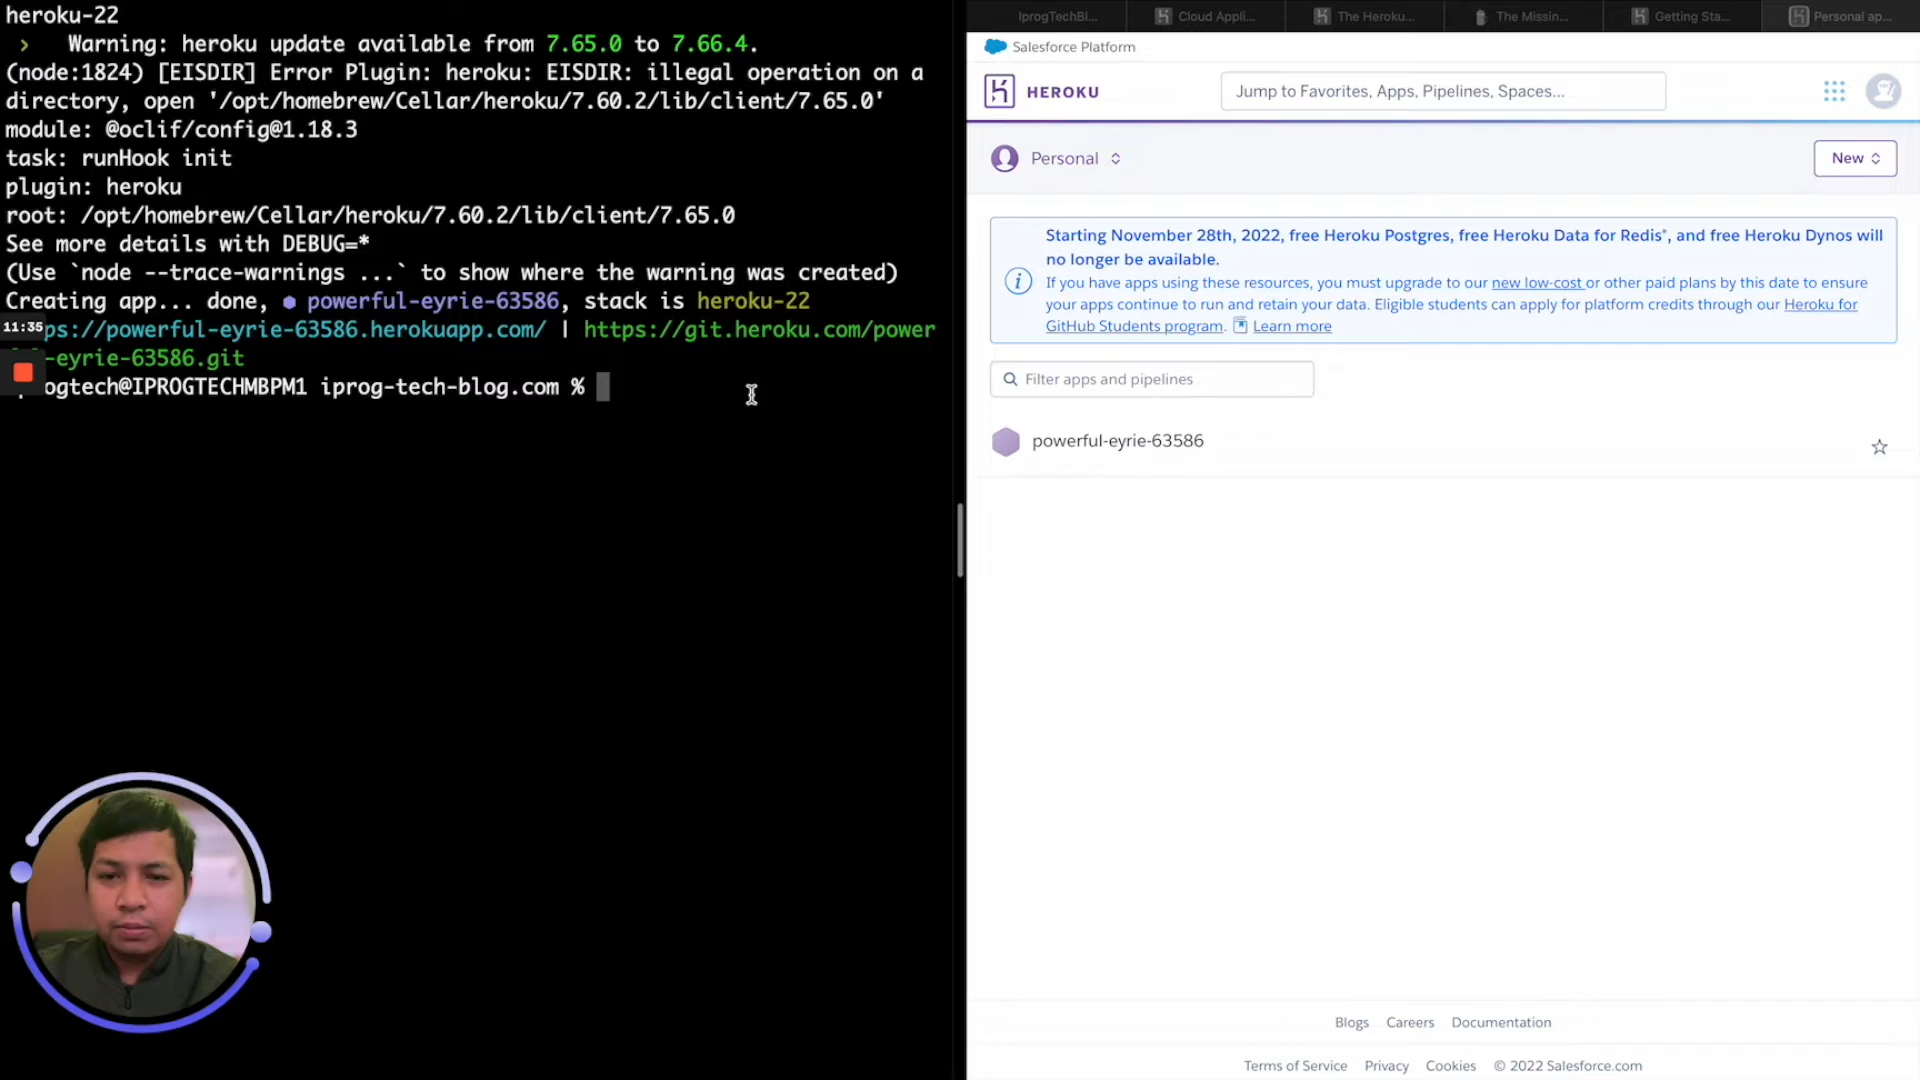 heroku-22
› Warning: heroku update available from 7.65.0 to 7.66.4.
(node:1824) [EISDIR] Error Plugin: heroku: EISDIR: illegal operation on a
directory, open '/opt/homebrew/Cellar/heroku/7.60.2/lib/client/7.65.0'
module: @oclif/config@1.18.3
task: runHook init
plugin: heroku
root: /opt/homebrew/Cellar/heroku/7.60.2/lib/client/7.65.0
See more details with DEBUG=*
(Use `node --trace-warnings ...` to show where the warning was created)
Creating app... done, ⬢ powerful-eyrie-63586, stack is heroku-22
11:35
ps://powerful-eyrie-63586.herokuapp.com/ | https://git.heroku.com/power
-eyrie-63586.git
ogtech@IPROGTECHMBPM1 iprog-tech-blog.com %
IprogTechBl...
Cloud Appli...
The Heroku...
The Missin...
Getting Sta...
Personal ap...
Salesforce Platform
HEROKU
Jump to Favorites, Apps, Pipelines, Spaces...
Personal
New
Starting November 28th, 2022, free Heroku Postgres, free Heroku Data for Redis®, and free Heroku Dynos will
no longer be available.
If you have apps using these resources, you must upgrade to our new low-cost or other paid plans by this date to ensure
your apps continue to run and retain your data. Eligible students can apply for platform credits through our Heroku for
GitHub Students program. Learn more
Filter apps and pipelines
powerful-eyrie-63586
Blogs Careers Documentation
Terms of Service Privacy Cookies © 2022 Salesforce.com